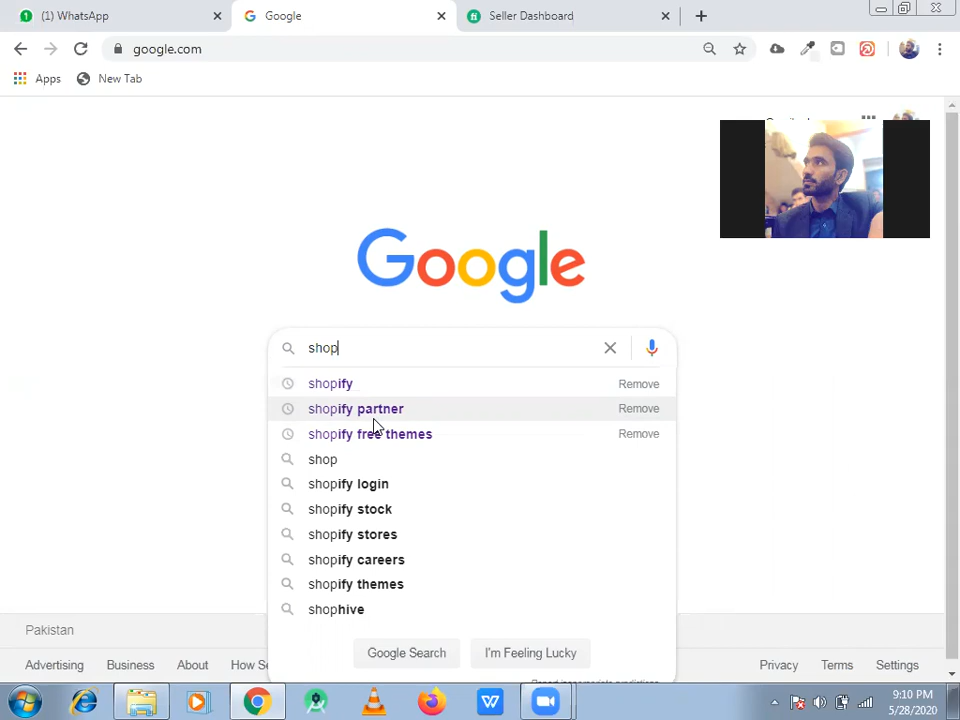 (1) WhatsApp
Google
Seller Dashboard
google.com
Apps
New Tab
Google
shop
shopify Remove
shopify partner Remove
shopify free themes Remove
shop
shopify login
shopify stock
shopify stores
shopify careers
shopify themes
shophive
Google Search I'm Feeling Lucky
Pakistan
Advertising Business About How Privacy Terms Settings
9:10 PM
5/28/2020